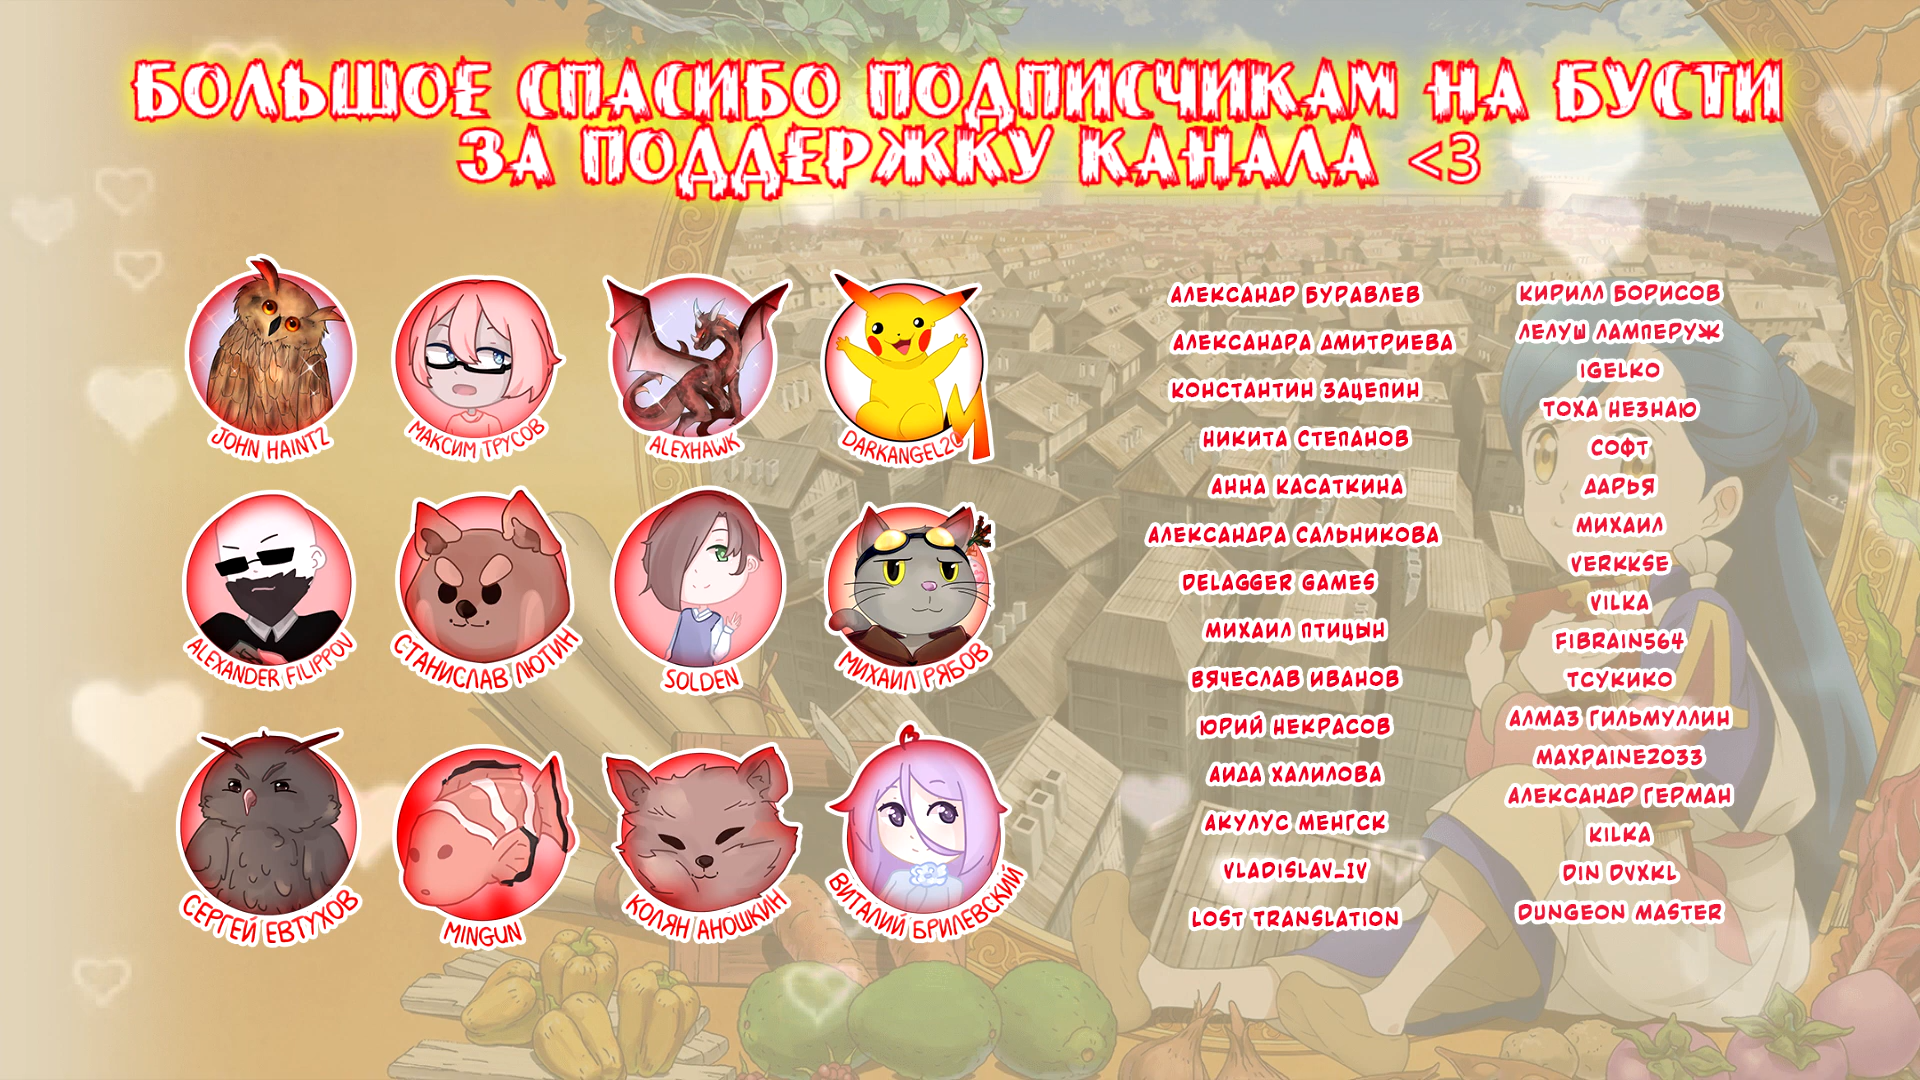 БОЛЬШОЕ СПАСИБО ПОДПИСЧИКАМ НА БУСТИ
ЗА ПОДДЕРЖКУ КАНАЛА <3
JOHN HAINTZ
МАКСИМ ТРУСОВ
ALEXHAWK
DARKANGEL20
ALEXANDER FILIPPOV
СТАНИСЛАВ ЛЮТИН
SOLDEN
МИХАИЛ РЯБОВ
СЕРГЕЙ ЕВТУХОВ
MINGUN
КОЛЯН АНОШКИН
ВИТАЛИЙ БРИЛЕВСКИЙ
АЛЕКСАНДР БУРАВЛЕВ
АЛЕКСАНДРА ДМИТРИЕВА
КОНСТАНТИН ЗАЦЕПИН
НИКИТА СТЕПАНОВ
АННА КАСАТКИНА
АЛЕКСАНДРА САЛЬНИКОВА
DELAGGER GAMES
МИХАИЛ ПТИЦЫН
ВЯЧЕСЛАВ ИВАНОВ
ЮРИЙ НЕКРАСОВ
АИДА ХАЛИЛОВА
АКУЛУС МЕНГСК
VLADISLAV_IV
LOST TRANSLATION
КИРИЛЛ БОРИСОВ
ЛЕЛУШ ЛАМПЕРУЖ
IGELKO
ТОХА НЕЗНАЮ
СОФТ
ДАРЬЯ
МИХАИЛ
VERKKSE
VILKA
FIBRAIN564
ТСУКИКО
АЛМАЗ ГИЛЬМУЛЛИН
MAXPAINE2033
АЛЕКСАНДР ГЕРМАН
KILKA
DIN DVXKL
DUNGEON MASTER